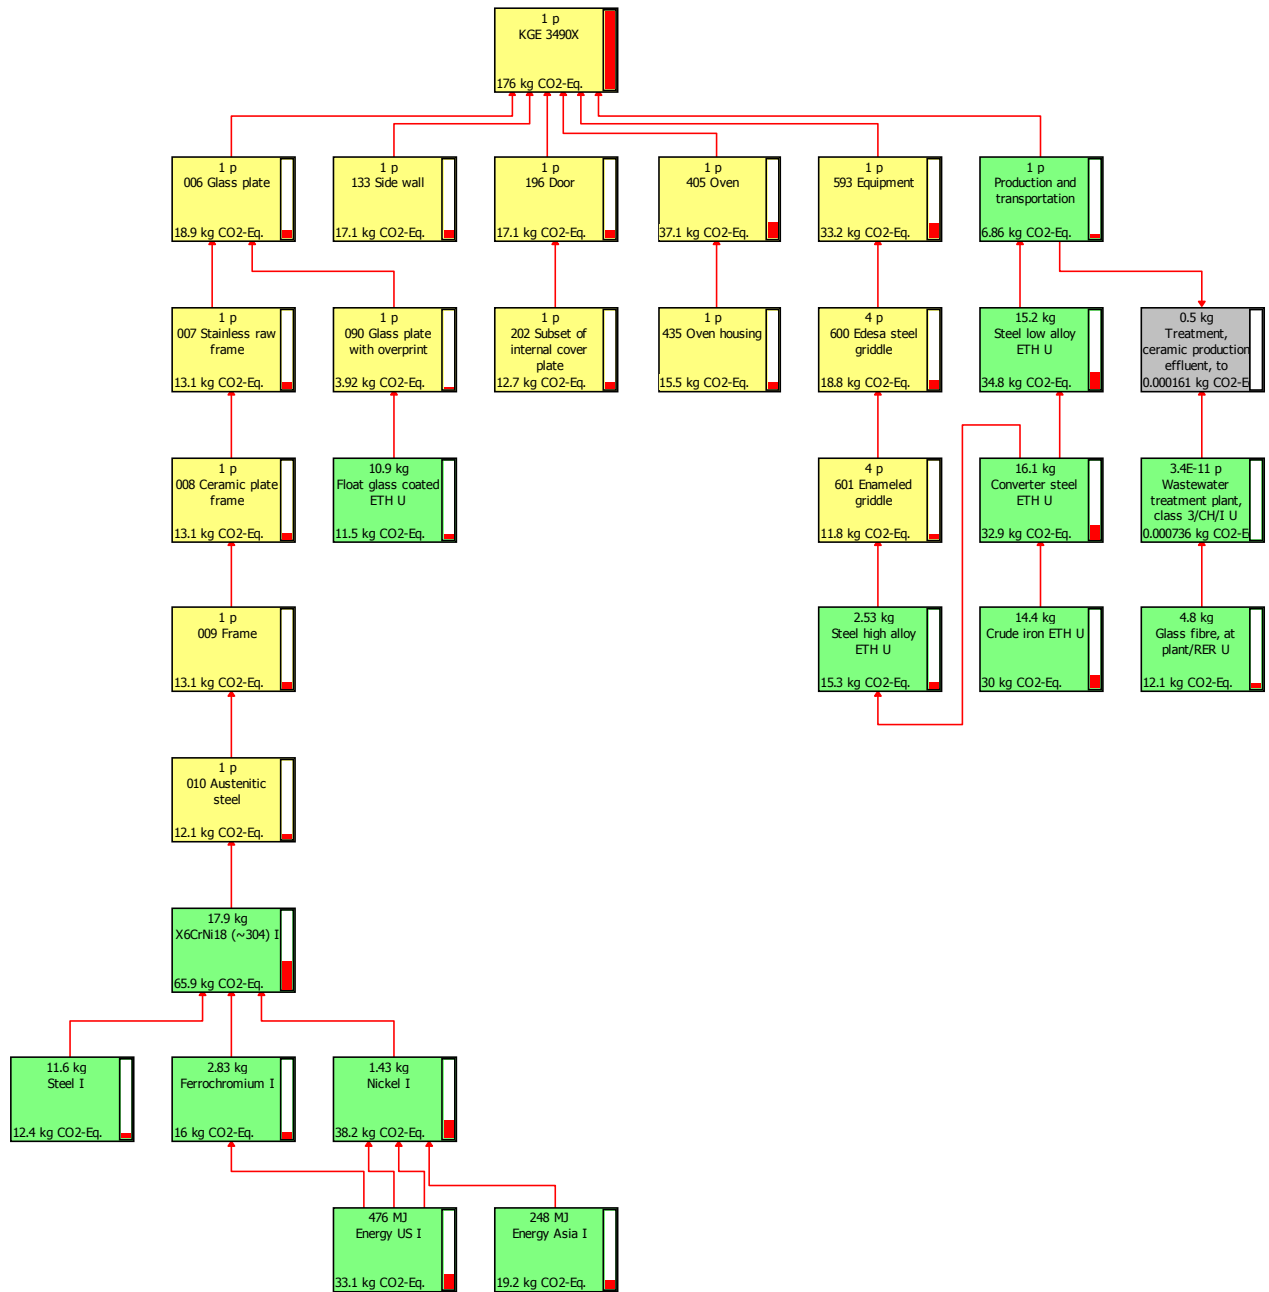 1 p
KGE 3490X
176 kg CO2-Eq.
1 p
006 Glass plate
18.9 kg CO2-Eq.
1 p
133 Side wall
17.1 kg CO2-Eq.
1 p
196 Door
17.1 kg CO2-Eq.
1 p
405 Oven
37.1 kg CO2-Eq.
1 p
593 Equipment
33.2 kg CO2-Eq.
1 p
Production and
transportation
6.86 kg CO2-Eq.
1 p
007 Stainless raw
frame
13.1 kg CO2-Eq.
1 p
090 Glass plate
with overprint
3.92 kg CO2-Eq.
1 p
202 Subset of
internal cover
plate
12.7 kg CO2-Eq.
1 p
435 Oven housing
15.5 kg CO2-Eq.
4 p
600 Edesa steel
griddle
18.8 kg CO2-Eq.
15.2 kg
Steel low alloy
ETH U
34.8 kg CO2-Eq.
0.5 kg
Treatment,
ceramic production
effluent, to
0.000161 kg CO2-E
1 p
008 Ceramic plate
frame
13.1 kg CO2-Eq.
10.9 kg
Float glass coated
ETH U
11.5 kg CO2-Eq.
4 p
601 Enameled
griddle
11.8 kg CO2-Eq.
16.1 kg
Converter steel
ETH U
32.9 kg CO2-Eq.
3.4E-11 p
Wastewater
treatment plant,
class 3/CH/I U
0.000736 kg CO2-E
1 p
009 Frame
13.1 kg CO2-Eq.
2.53 kg
Steel high alloy
ETH U
15.3 kg CO2-Eq.
14.4 kg
Crude iron ETH U
30 kg CO2-Eq.
4.8 kg
Glass fibre, at
plant/RER U
12.1 kg CO2-Eq.
1 p
010 Austenitic
steel
12.1 kg CO2-Eq.
17.9 kg
X6CrNi18 (~304) I
65.9 kg CO2-Eq.
11.6 kg
Steel I
12.4 kg CO2-Eq.
2.83 kg
Ferrochromium I
16 kg CO2-Eq.
1.43 kg
Nickel I
38.2 kg CO2-Eq.
476 MJ
Energy US I
33.1 kg CO2-Eq.
248 MJ
Energy Asia I
19.2 kg CO2-Eq.